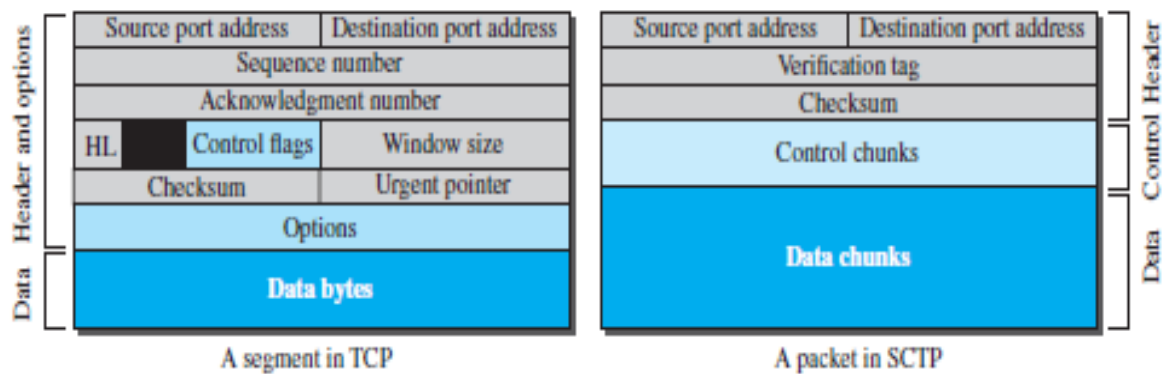 Source port address
Destination port address
Sequence number
Acknowledgment number
HL
Control flags
Window size
Checksum
Urgent pointer
Options
Data bytes
Header and options
Data
A segment in TCP
Source port address
Destination port address
Verification tag
Checksum
Control chunks
Data chunks
Header
Control
Data
A packet in SCTP